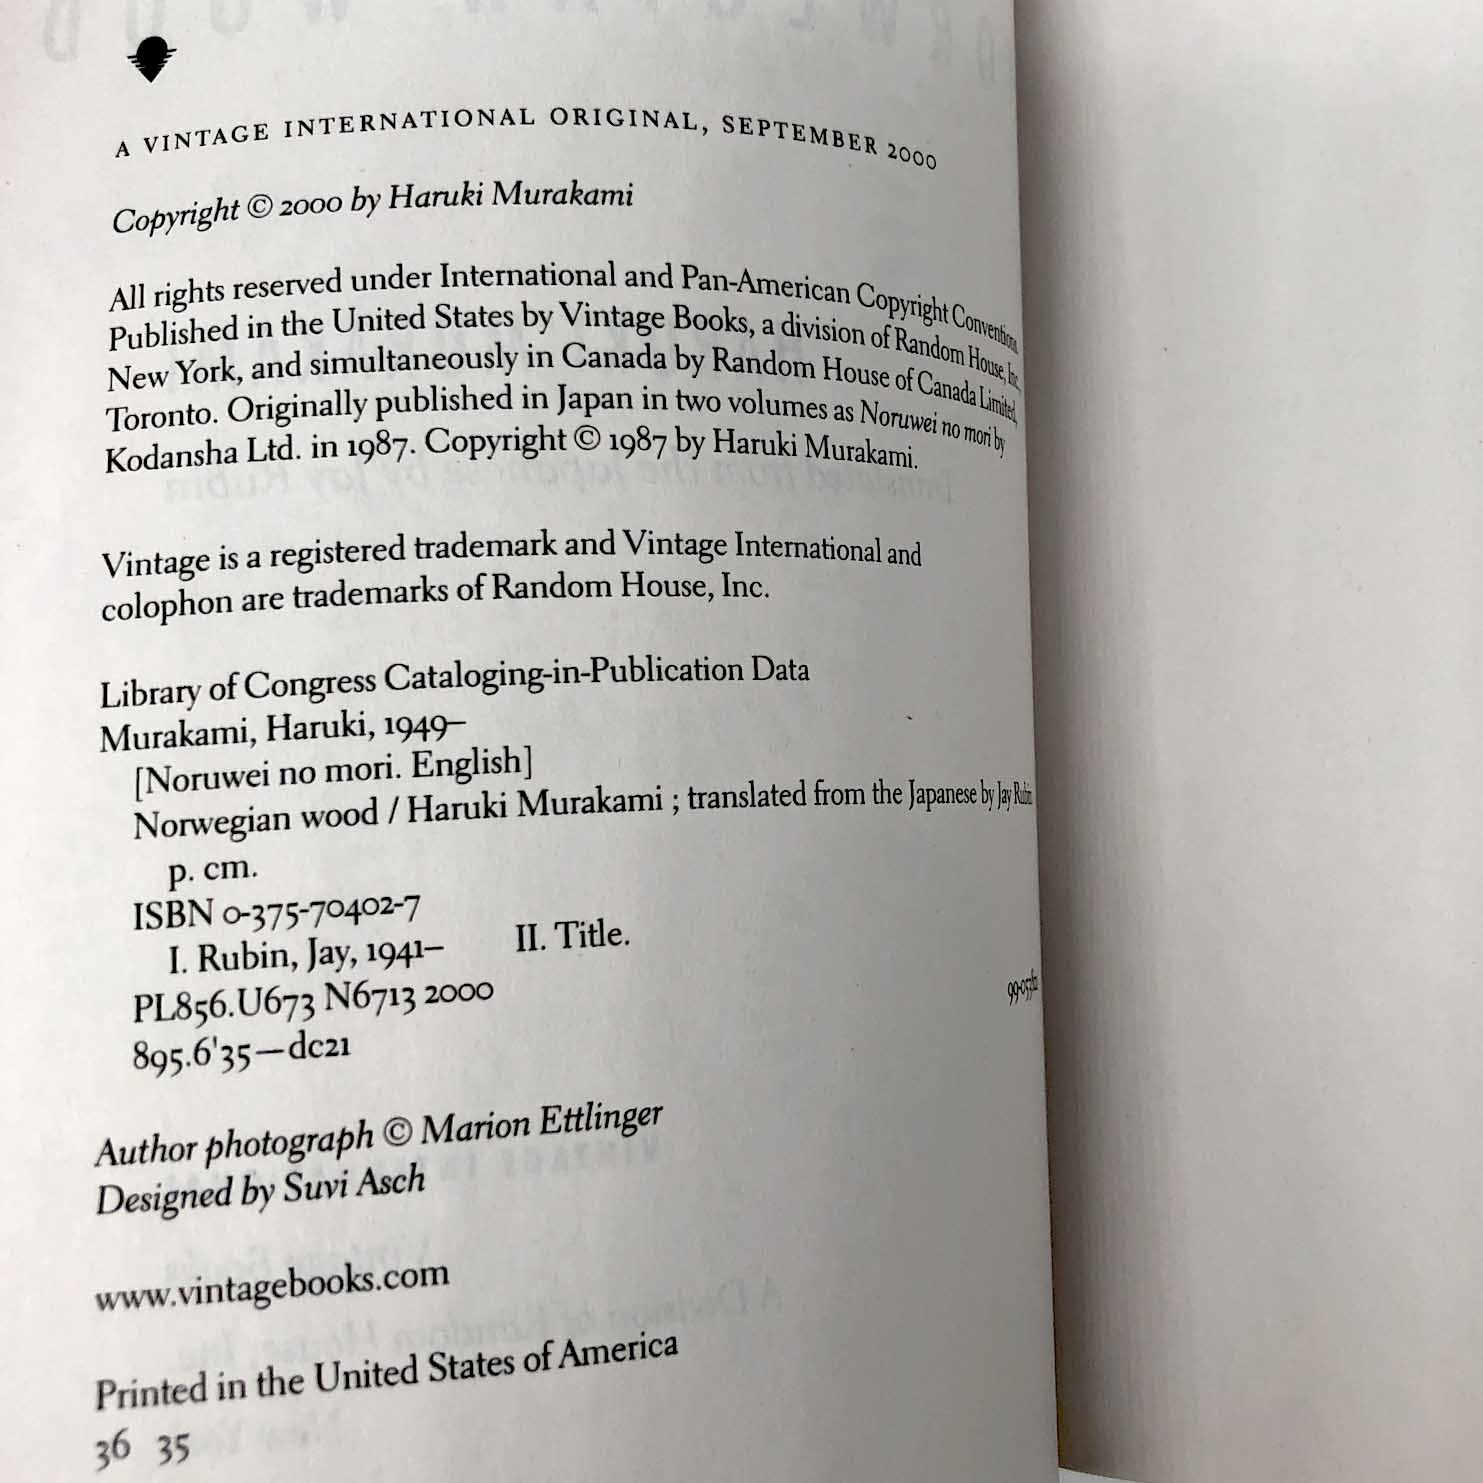 A VINTAGE INTERNATIONAL ORIGINAL, SEPTEMBER 2000
Copyright © 2000 by Haruki Murakami
All rights reserved under International and Pan-American Copyright Conventions.
Published in the United States by Vintage Books, a division of Random House, Inc.,
New York, and simultaneously in Canada by Random House of Canada Limited,
Toronto. Originally published in Japan in two volumes as Noruwei no mori by
Kodansha Ltd. in 1987. Copyright © 1987 by Haruki Murakami.
Vintage is a registered trademark and Vintage International and
colophon are trademarks of Random House, Inc.
Library of Congress Cataloging-in-Publication Data
Murakami, Haruki, 1949–
[Noruwei no mori. English]
Norwegian wood / Haruki Murakami ; translated from the Japanese by Jay Rubin
p. cm.
ISBN 0-375-70402-7
I. Rubin, Jay, 1941– II. Title.
PL856.U673 N6713 2000
895.6'35—dc21
Author photograph © Marion Ettlinger
Designed by Suvi Asch
www.vintagebooks.com
Printed in the United States of America
36 35